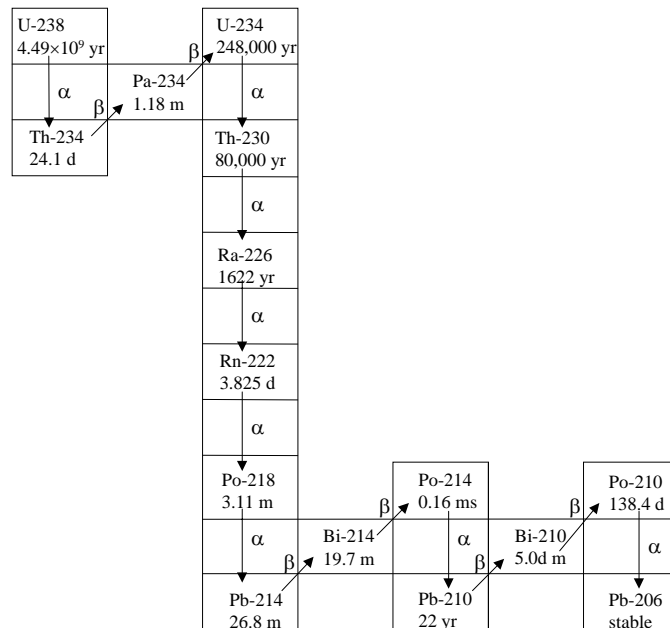 U-238
4.49×10⁹ yr
U-234
248,000 yr
β
Pa-234
1.18 m
α
β
α
Th-234
24.1 d
Th-230
80,000 yr
α
Ra-226
1622 yr
α
Rn-222
3.825 d
α
Po-218
3.11 m
Po-214
0.16 ms
Po-210
138.4 d
β
β
α
Bi-214
19.7 m
α
Bi-210
5.0d m
α
β
β
Pb-214
26.8 m
Pb-210
22 yr
Pb-206
stable